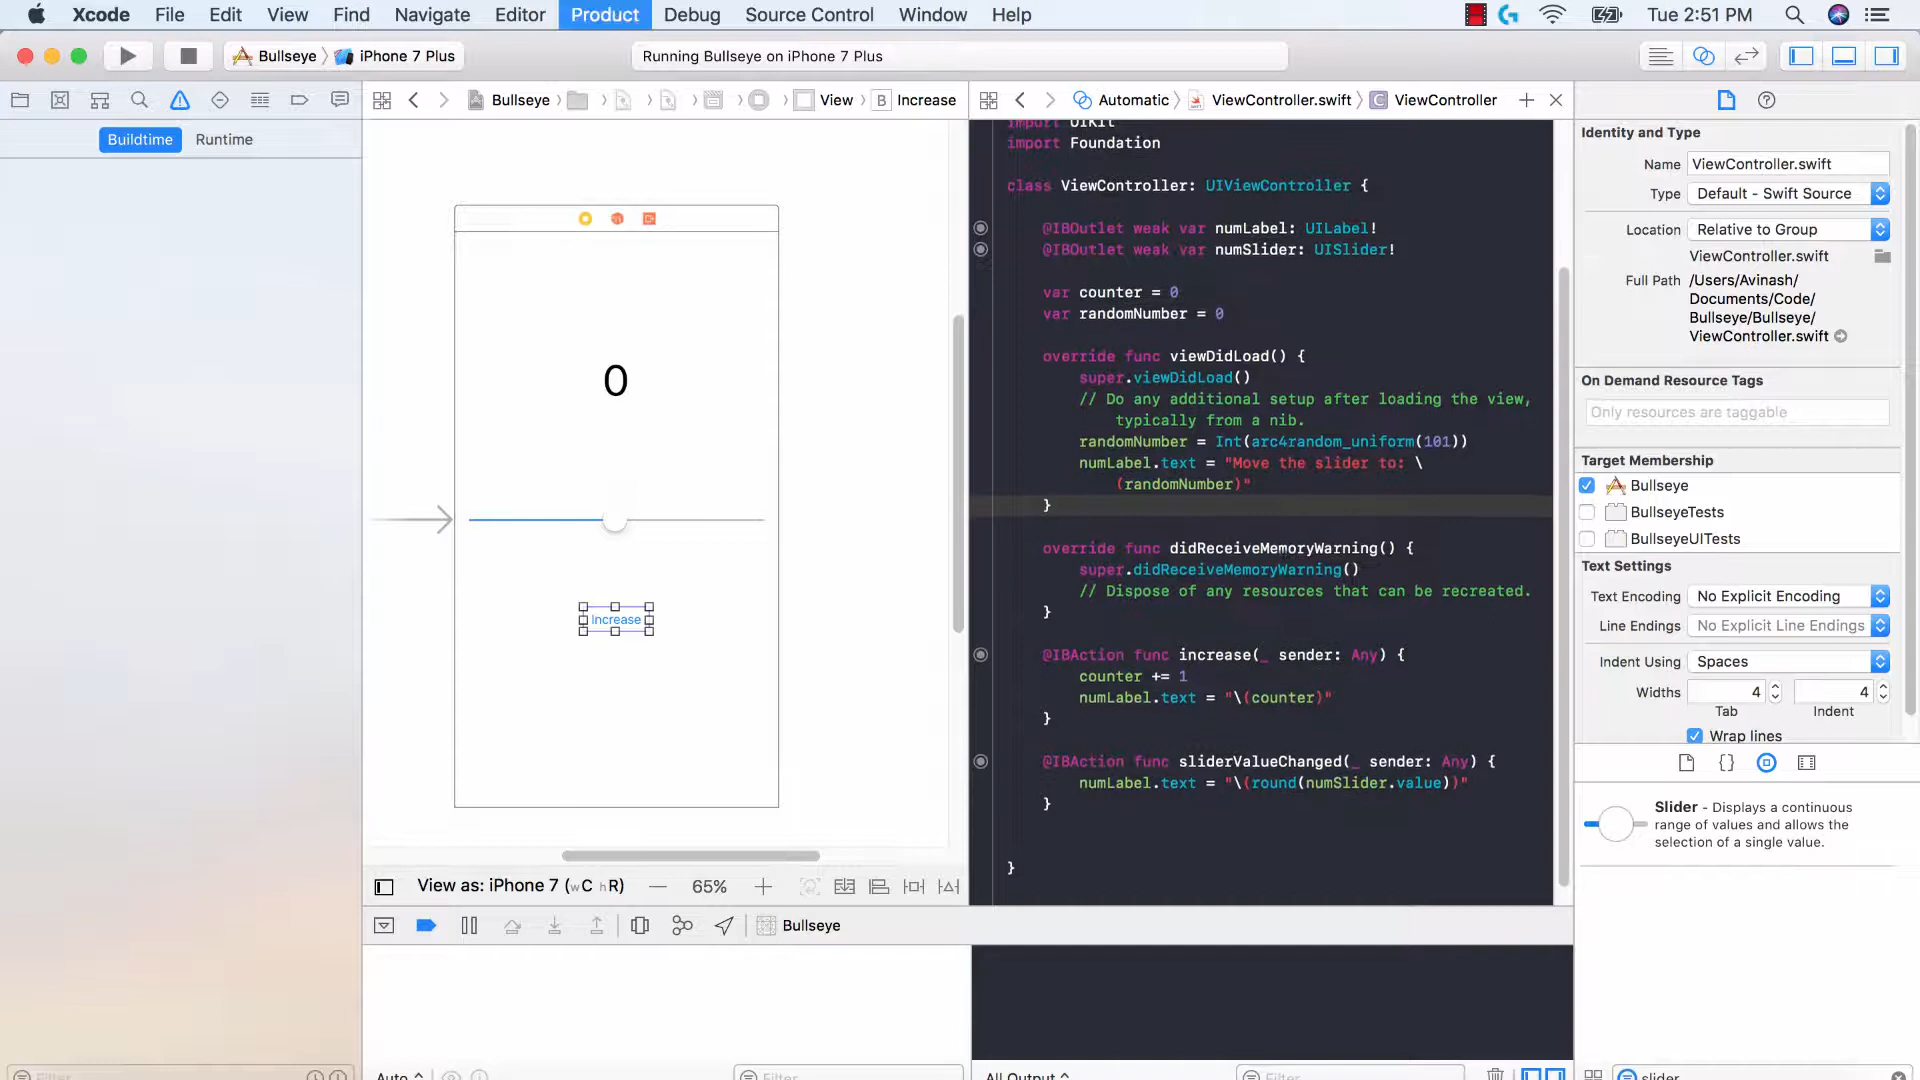 Xcode File Edit View Find Navigate Editor Product Debug Source Control Window Help Tue 2:51 PM
Bullseye iPhone 7 Plus Running Bullseye on iPhone 7 Plus
Bullseye View B Increase Automatic ViewController.swift C ViewController
Buildtime Runtime
0
Increase
View as: iPhone 7 (wC hR) 65%
Bullseye
import UIKit
import Foundation
class ViewController: UIViewController {
@IBOutlet weak var numLabel: UILabel!
@IBOutlet weak var numSlider: UISlider!
var counter = 0
var randomNumber = 0
override func viewDidLoad() {
super.viewDidLoad()
// Do any additional setup after loading the view,
typically from a nib.
randomNumber = Int(arc4random_uniform(101))
numLabel.text = "Move the slider to: \
(randomNumber)"
}
override func didReceiveMemoryWarning() {
super.didReceiveMemoryWarning()
// Dispose of any resources that can be recreated.
}
@IBAction func increase(_ sender: Any) {
counter += 1
numLabel.text = "\(counter)"
}
@IBAction func sliderValueChanged(_ sender: Any) {
numLabel.text = "\(round(numSlider.value))"
}
}
Identity and Type
Name ViewController.swift
Type Default - Swift Source
Location Relative to Group
ViewController.swift
Full Path /Users/Avinash/
Documents/Code/
Bullseye/Bullseye/
ViewController.swift
On Demand Resource Tags
Only resources are taggable
Target Membership
Bullseye
BullseyeTests
BullseyeUITests
Text Settings
Text Encoding No Explicit Encoding
Line Endings No Explicit Line Endings
Indent Using Spaces
Widths 4 4
Tab Indent
Wrap lines
{}
Slider - Displays a continuous
range of values and allows the
selection of a single value.
Filter Auto Filter All Output Filter slider